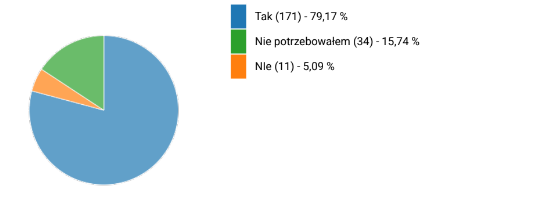 Tak (171) - 79,17 %
Nie potrzebowałem (34) - 15,74 %
NIe (11) - 5,09 %